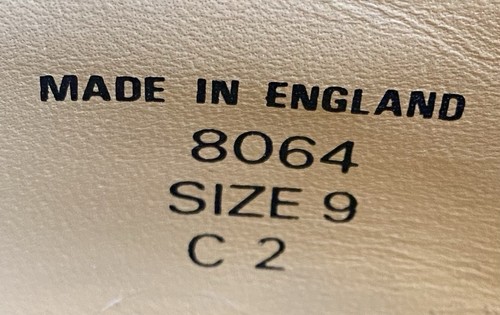 MADE IN ENGLAND
8064
SIZE 9
C 2